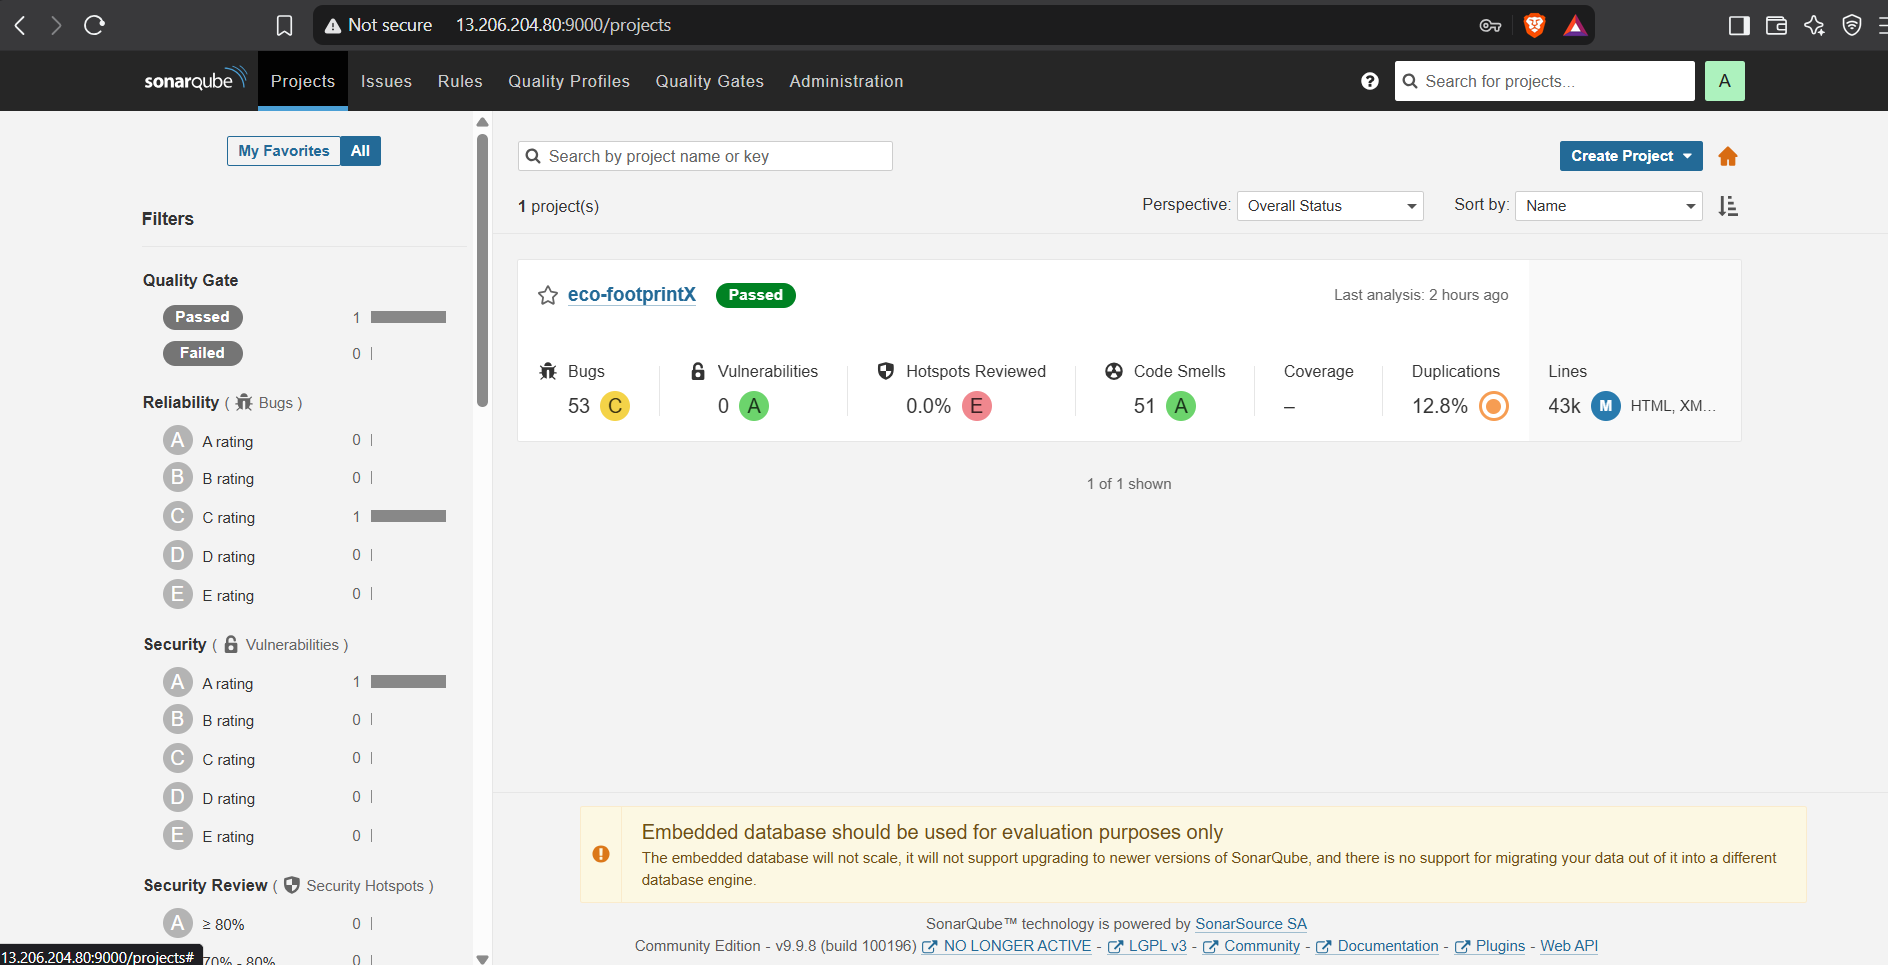 Not secure 13.206.204.80:9000/projects
sonarqube Projects Issues Rules Quality Profiles Quality Gates Administration Search for projects... A
My Favorites All
Search by project name or key
Create Project
1 project(s)
Perspective: Overall Status
Sort by: Name
Filters
Quality Gate
Passed 1
Failed 0
Reliability ( Bugs )
A A rating 0
B B rating 0
C C rating 1
D D rating 0
E E rating 0
Security ( Vulnerabilities )
A A rating 1
B B rating 0
C C rating 0
D D rating 0
E E rating 0
Security Review ( Security Hotspots )
A ≥ 80% 0
70% - 80% 0
13.206.204.80:9000/projects#
eco-footprintX Passed
Last analysis: 2 hours ago
Bugs
53 C
Vulnerabilities
0 A
Hotspots Reviewed
0.0% E
Code Smells
51 A
Coverage
–
Duplications
12.8%
Lines
43k M HTML, XM...
1 of 1 shown
Embedded database should be used for evaluation purposes only
The embedded database will not scale, it will not support upgrading to newer versions of SonarQube, and there is no support for migrating your data out of it into a different
database engine.
SonarQube™ technology is powered by SonarSource SA
Community Edition - v9.9.8 (build 100196) NO LONGER ACTIVE - LGPL v3 - Community - Documentation - Plugins - Web API